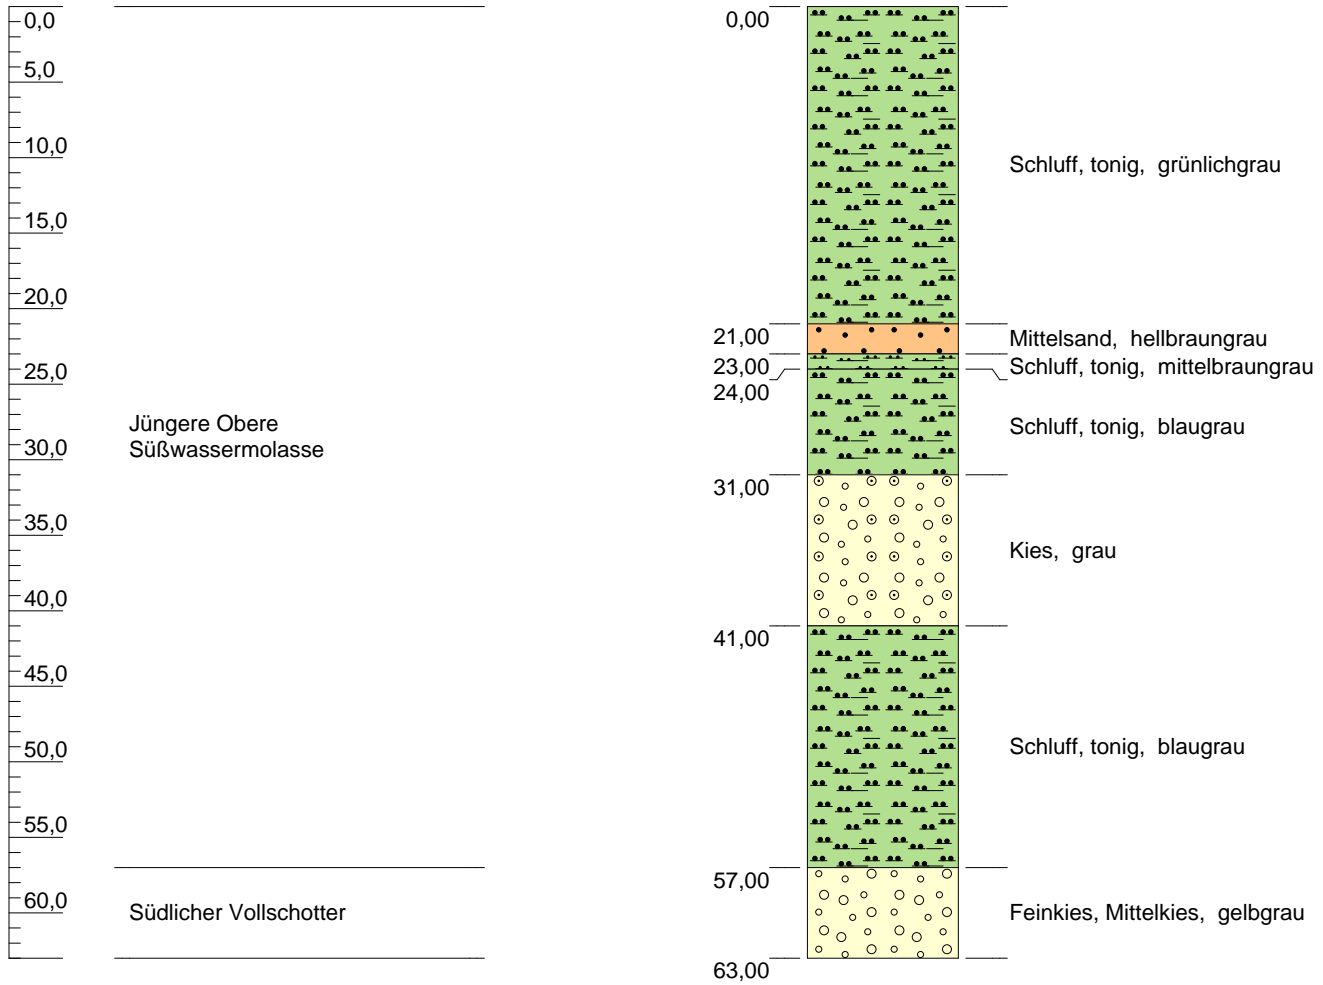 0,0
5,0
10,0
15,0
20,0
25,0
30,0
35,0
40,0
45,0
50,0
55,0
60,0
Jüngere Obere
Süßwassermolasse
Südlicher Vollschotter
0,00
21,00
23,00
24,00
31,00
41,00
57,00
63,00
Schluff, tonig, grünlichgrau
Mittelsand, hellbraungrau
Schluff, tonig, mittelbraungrau
Schluff, tonig, blaugrau
Kies, grau
Schluff, tonig, blaugrau
Feinkies, Mittelkies, gelbgrau